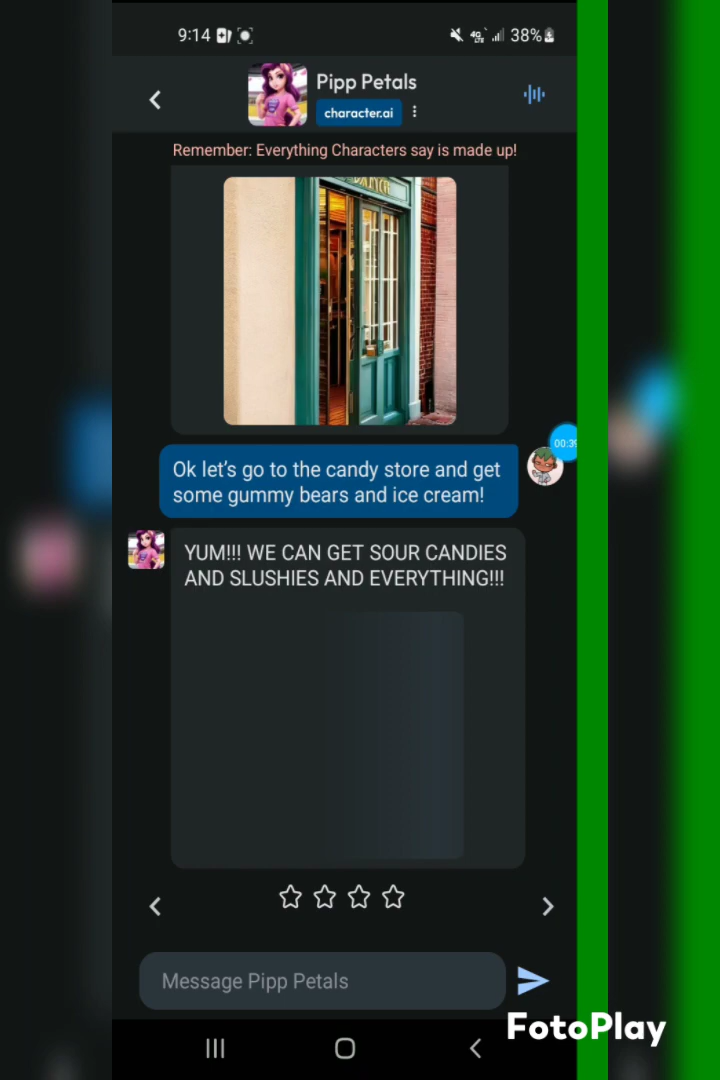 9:14
38%
Pipp Petals
character.ai
Remember: Everything Characters say is made up!
Ok let's go to the candy store and get
some gummy bears and ice cream!
00:39
YUM!!! WE CAN GET SOUR CANDIES
AND SLUSHIES AND EVERYTHING!!!
Message Pipp Petals
FotoPlay